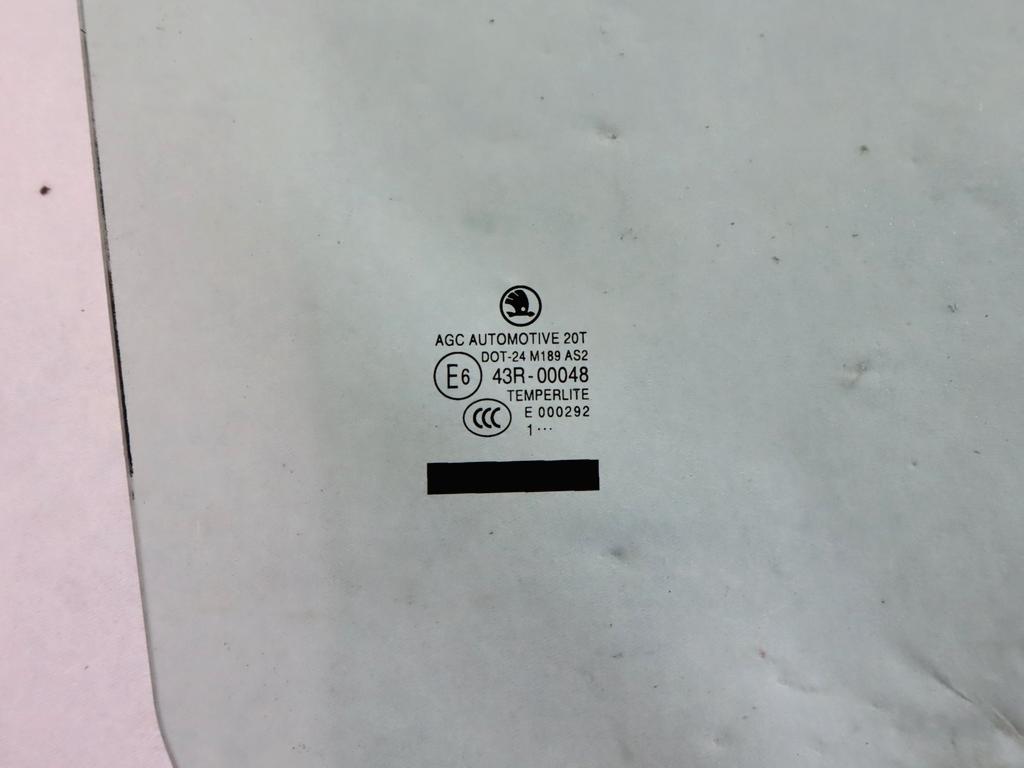 AGC AUTOMOTIVE 20T
DOT-24 M189 AS2
E6 43R-00048
TEMPERLITE
CCC E 000292
1...